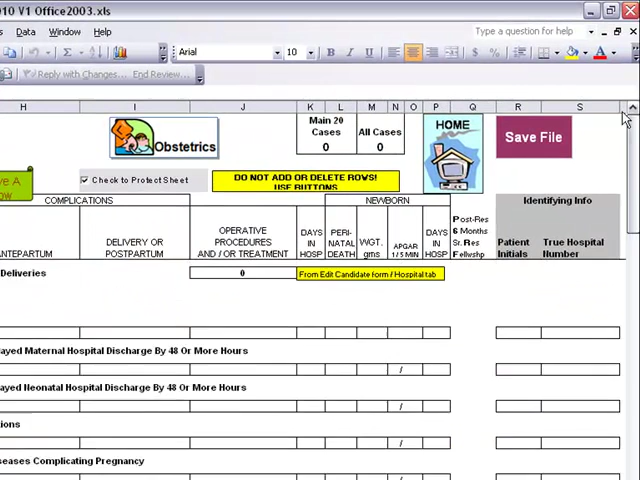 010 V1 Office2003.xls
Data Window Help
Type a question for help
Arial 10 B I U $ %
Reply with Changes... End Review...
H I J K L M N O P Q R S
Obstetrics
Main 20 Cases
0
All Cases
0
HOME
Save File
Check to Protect Sheet
DO NOT ADD OR DELETE ROWS!
USE BUTTONS
COMPLICATIONS
NEWBORN
Identifying Info
DELIVERY OR
POSTPARTUM
OPERATIVE
PROCEDURES
AND / OR TREATMENT
DAYS
IN
HOSP
PERI-
NATAL
DEATH
WGT.
gms
APGAR
1/5 MIN
DAYS
IN
HOSP
Post-Res
6 Months
Sr. Res
Fellwshp
Patient
Initials
True Hospital
Number
Deliveries
0
From Edit Candidate form / Hospital tab
ayed Maternal Hospital Discharge By 48 Or More Hours
/
ayed Neonatal Hospital Discharge By 48 Or More Hours
/
tions
/
seases Complicating Pregnancy
/